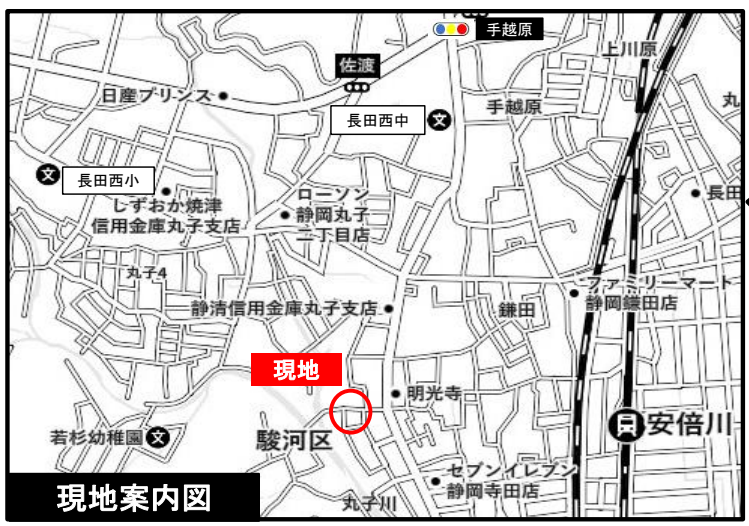 手越原
上川原
佐渡
日産プリンス
丸
手越原
長田西中
長田西小
長田
しずおか焼津
信用金庫丸子支店
ローソン
静岡丸子
二丁目店
丸子4
ファミリーマート
静岡鎌田店
静清信用金庫丸子支店
鎌田
現地
明光寺
若杉幼稚園
駿河区
安倍川
セブンイレブン
静岡寺田店
丸子川
現地案内図